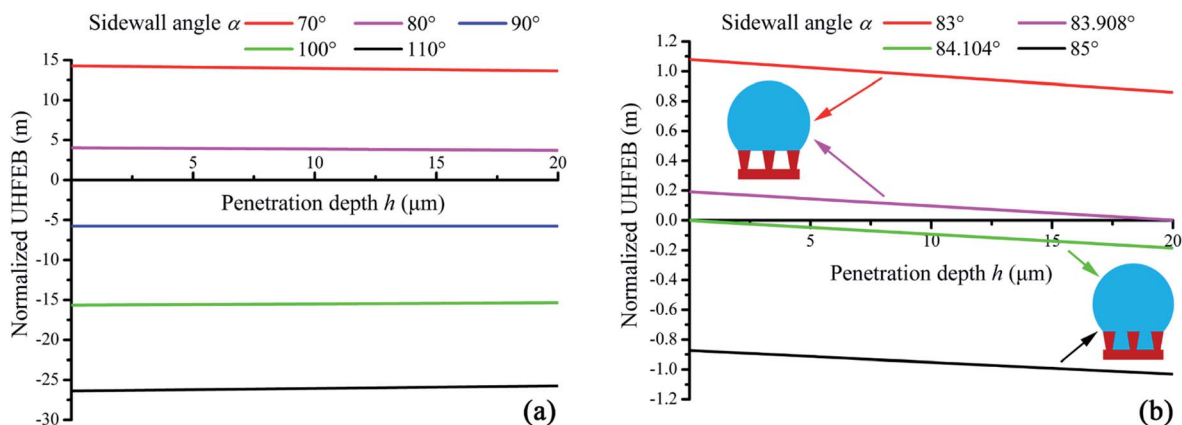 Sidewall angle α 70° 80° 90°
100° 110°
15
10
5
0
-5
-10
-15
-20
-25
-30
5 10 15 20
Normalized UHFEB (m)
Penetration depth h (μm)
(a)
Sidewall angle α 83° 83.908°
84.104° 85°
1.2
1.0
0.8
0.6
0.4
0.2
0.0
-0.2
-0.4
-0.6
-0.8
-1.0
-1.2
5 10 15 20
Normalized UHFEB (m)
Penetration depth h (μm)
(b)